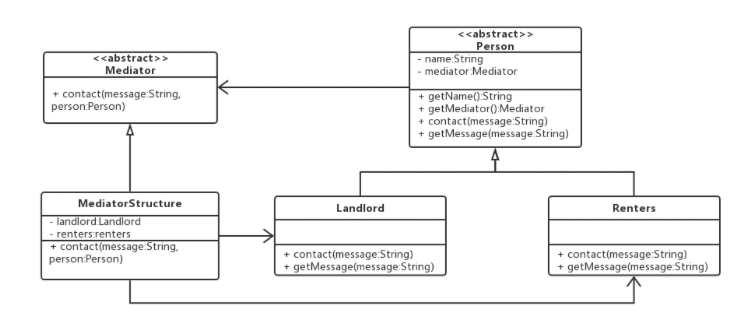 <<abstract>>
Mediator
+ contact(message:String,
person:Person)
<<abstract>>
Person
- name:String
- mediator:Mediator
+ getName():String
+ getMediator():Mediator
+ contact(message:String)
+ getMessage(message:String)
MediatorStructure
- landlord:Landlord
- renters:renters
+ contact(message:String,
person:Person)
Landlord
+ contact(message:String)
+ getMessage(message:String)
Renters
+ contact(message:String)
+ getMessage(message:String)